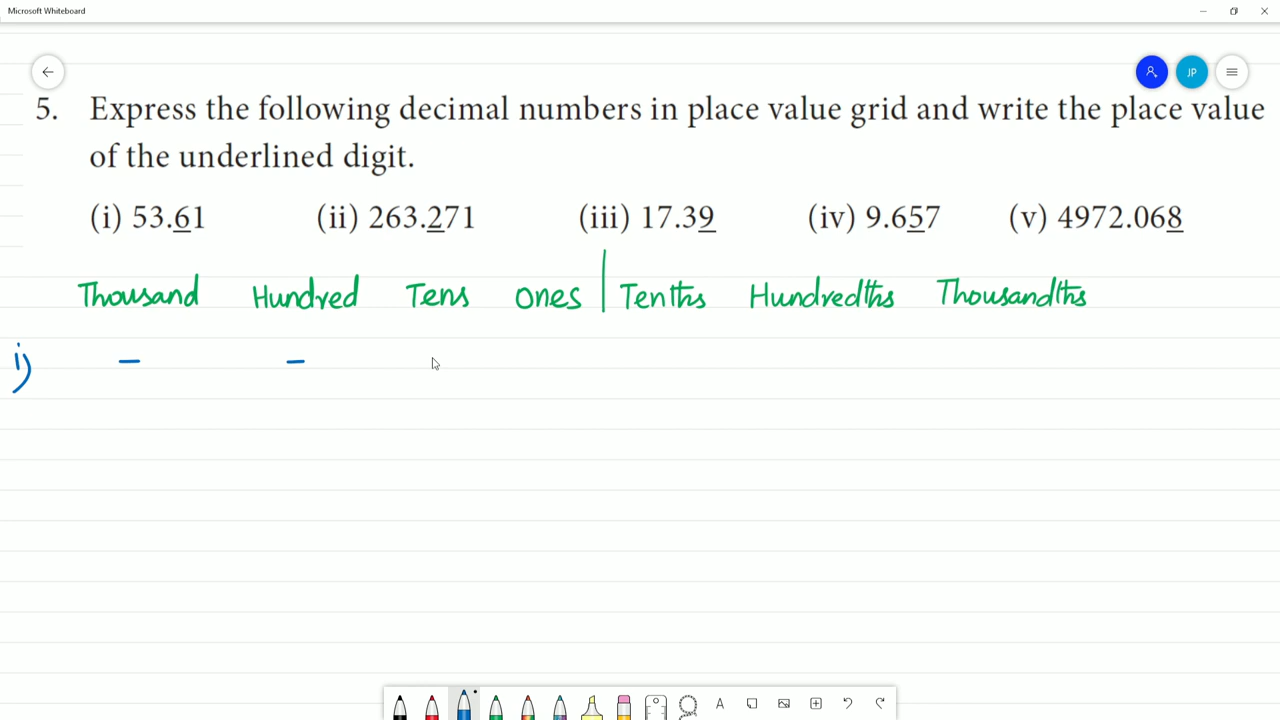 Microsoft Whiteboard
JP
5. Express the following decimal numbers in place value grid and write the place value
of the underlined digit.
(i) 53.61 (ii) 263.271 (iii) 17.39 (iv) 9.657 (v) 4972.068
Thousand Hundred Tens ones | Tenths Hundredths Thousandths
i) - -
A